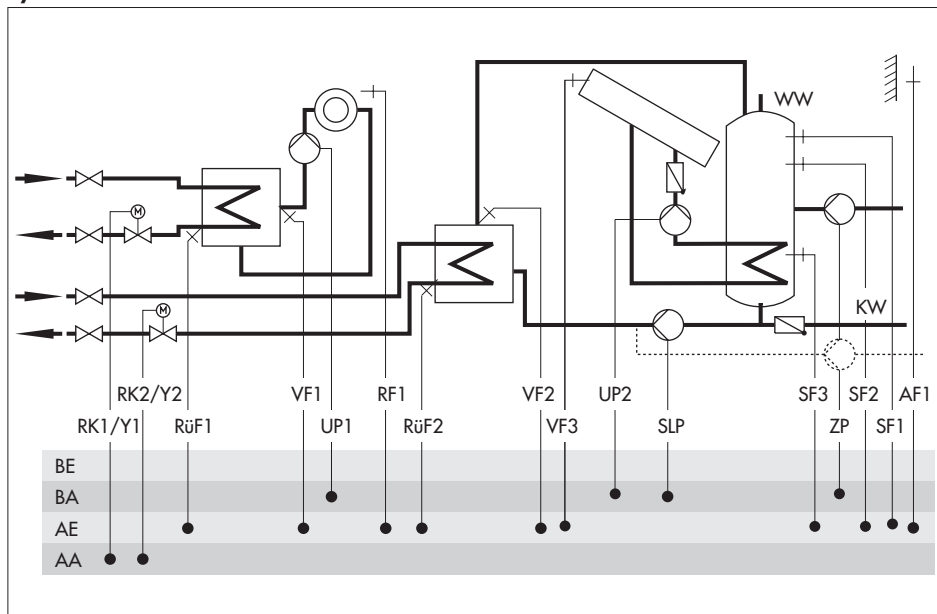 WW
M
M
KW
RK2/Y2 VF1 RF1 VF2 UP2 SF3 SF2 AF1
RK1/Y1 RüF1 UP1 RüF2 VF3 SLP ZP SF1
BE
BA
AE
AA